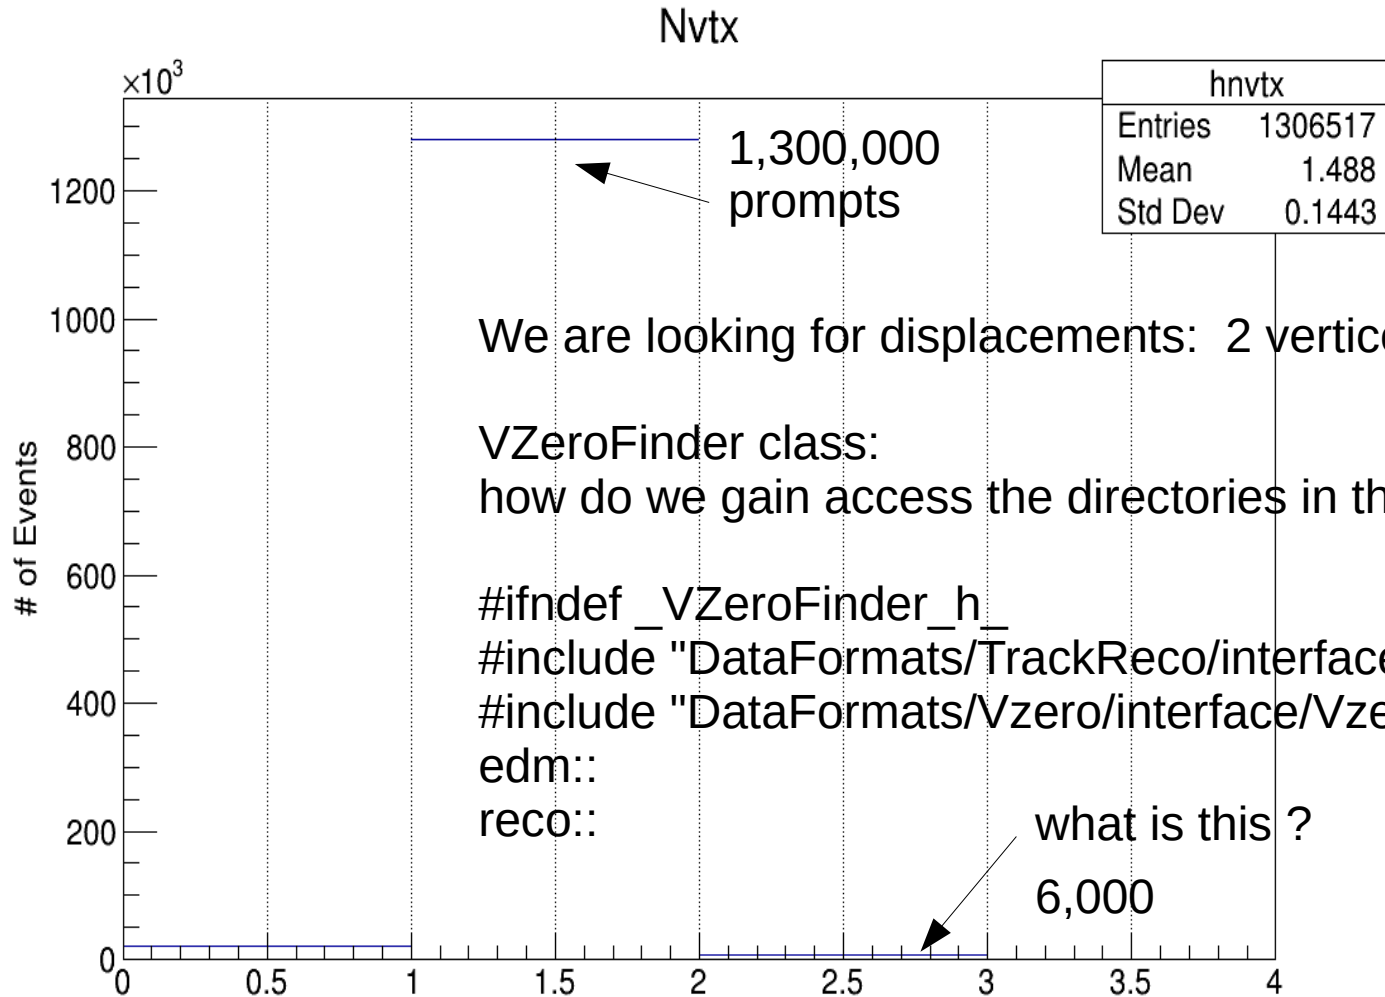 Nvtx
×10³
hnvtx
Entries 1306517
Mean 1.488
Std Dev 0.1443
1,300,000
prompts
We are looking for displacements:  2
VZeroFinder class:
how do we gain access the directories in
#ifndef _VZeroFinder_h_
#include "DataFormats/TrackReco/interface
#include "DataFormats/Vzero/interface/
edm::
reco::
what is this ?
6,000
# of Events
1200
1000
800
600
400
200
0
0 0.5 1 1.5 2 2.5 3 3.5 4